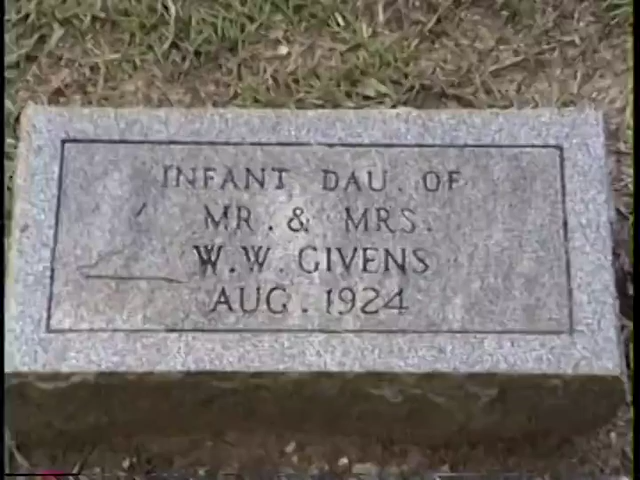 INFANT DAU. OF
MR. & MRS.
W.W. GIVENS
AUG. 1924